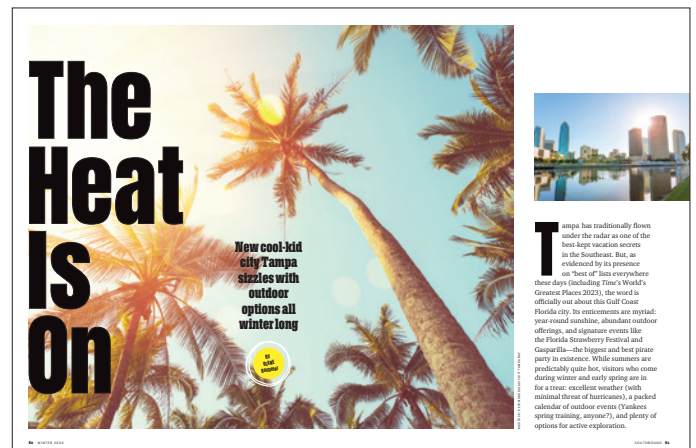 The
Heat
Is
On
New cool-kid
city Tampa
sizzles with
outdoor
options all
winter long
BY
Tampa has traditionally flown
under the radar as one of the
best-kept vacation secrets
in the Southeast. But, as
evidenced by its presence
on “best of” lists everywhere
these days (including Time’s World’s
Greatest Places 2023), the word is
officially out about this Gulf Coast
Florida city. Its enticements are myriad:
year-round sunshine, abundant outdoor
offerings, and signature events like
the Florida Strawberry Festival and
Gasparilla—the biggest and best pirate
party in existence. While summers are
predictably quite hot, visitors who come
during winter and early spring are in
for a treat: excellent weather (with
minimal threat of hurricanes), a packed
calendar of outdoor events (Yankees
spring training, anyone?), and plenty of
options for active exploration.
WINTER 2024
SOUTHBOUND